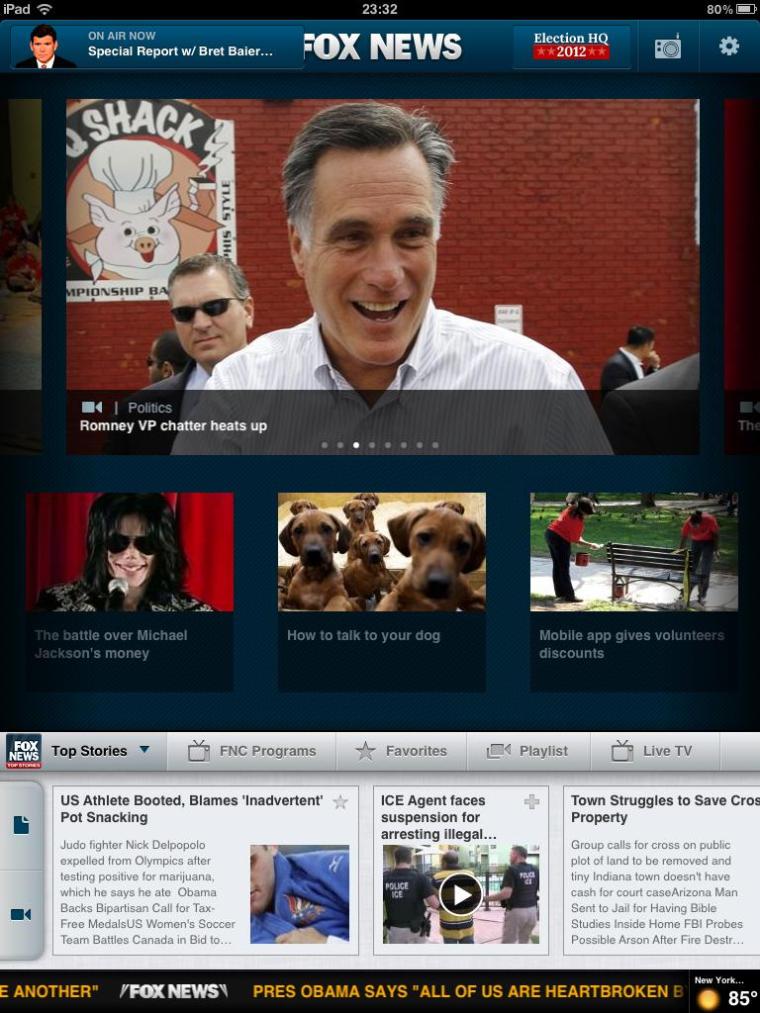 iPad
23:32
80%
ON AIR NOW
Special Report w/ Bret Baier...
FOX NEWS
Election HQ
2012
Q SHACK
PHIS STYLE
MPIONSHIP BA
| Politics
Romney VP chatter heats up
The
The battle over Michael
Jackson's money
How to talk to your dog
Mobile app gives volunteers
discounts
FOX
NEWS
TOP STORIES
Top Stories
FNC Programs
Favorites
Playlist
Live TV
US Athlete Booted, Blames 'Inadvertent'
Pot Snacking
Judo fighter Nick Delpopolo
expelled from Olympics after
testing positive for marijuana,
which he says he ate Obama
Backs Bipartisan Call for Tax-
Free MedalsUS Women's Soccer
Team Battles Canada in Bid to...
ICE Agent faces
suspension for
arresting illegal...
POLICE
ICE
POLICE
ICE
Town Struggles to Save Cros
Property
Group calls for cross on public
plot of land to be removed and
tiny Indiana town doesn't have
cash for court caseArizona Man
Sent to Jail for Having Bible
Studies Inside Home FBI Probes
Possible Arson After Fire Destr...
E ANOTHER"
FOX NEWS
PRES OBAMA SAYS "ALL OF US ARE HEARTBROKEN B
New York...
85°